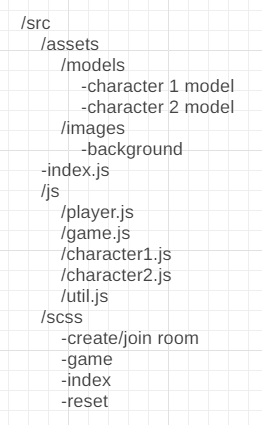 /src
/assets
/models
-character 1 model
-character 2 model
/images
-background
-index.js
/js
/player.js
/game.js
/character1.js
/character2.js
/util.js
/scss
-create/join room
-game
-index
-reset